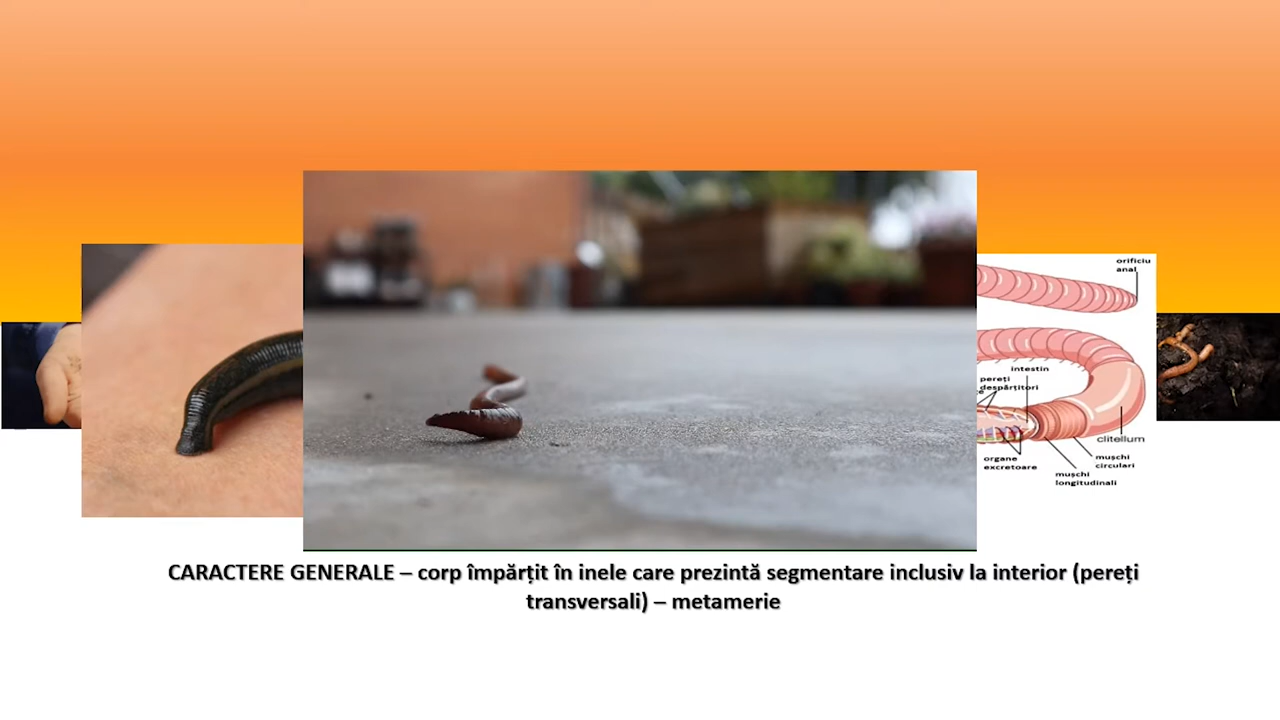 orificiu
anal
intestin
pereți
despărțitori
clitellum
organe
excretoare
mușchi
circulari
mușchi
longitudinali
CARACTERE GENERALE – corp împărțit în inele care prezintă segmentare inclusiv la interior (pereți
transversali) – metamerie